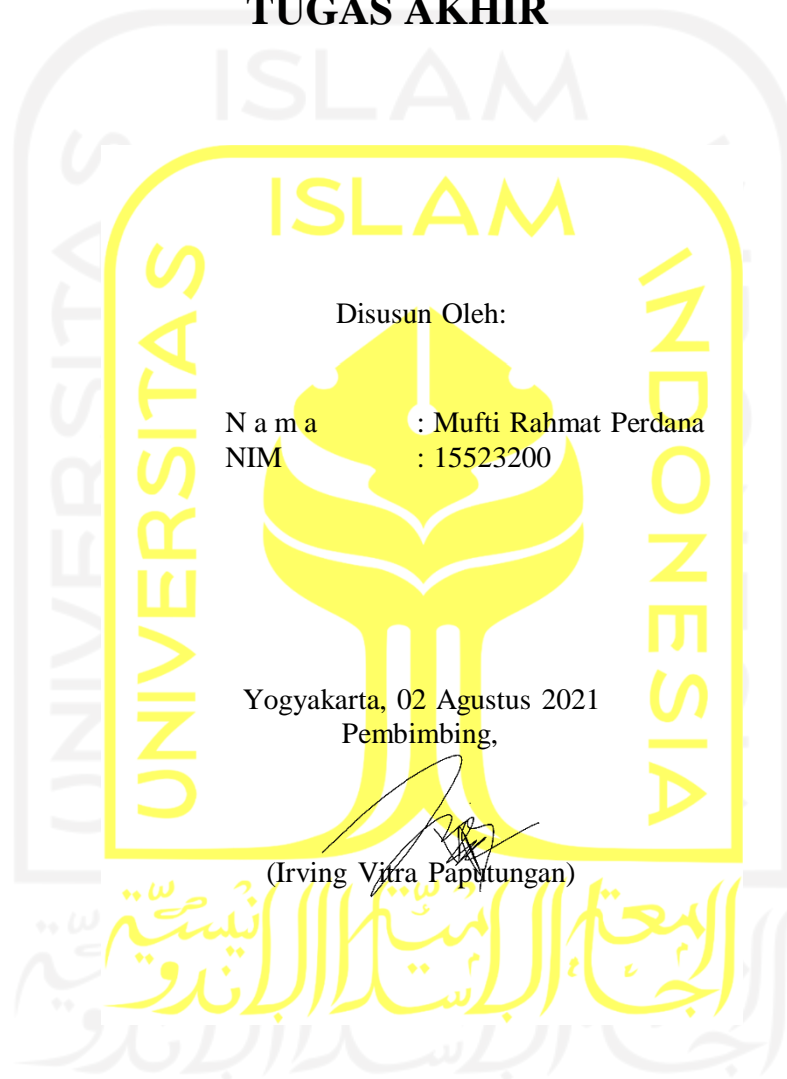 TUGAS AKHIR
ISLAM
UNIVERSITAS
INDONESIA
Disusun Oleh:
N a m a : Mufti Rahmat Perdana
NIM : 15523200
Yogyakarta, 02 Agustus 2021
Pembimbing,
(Irving Vitra Paputungan)